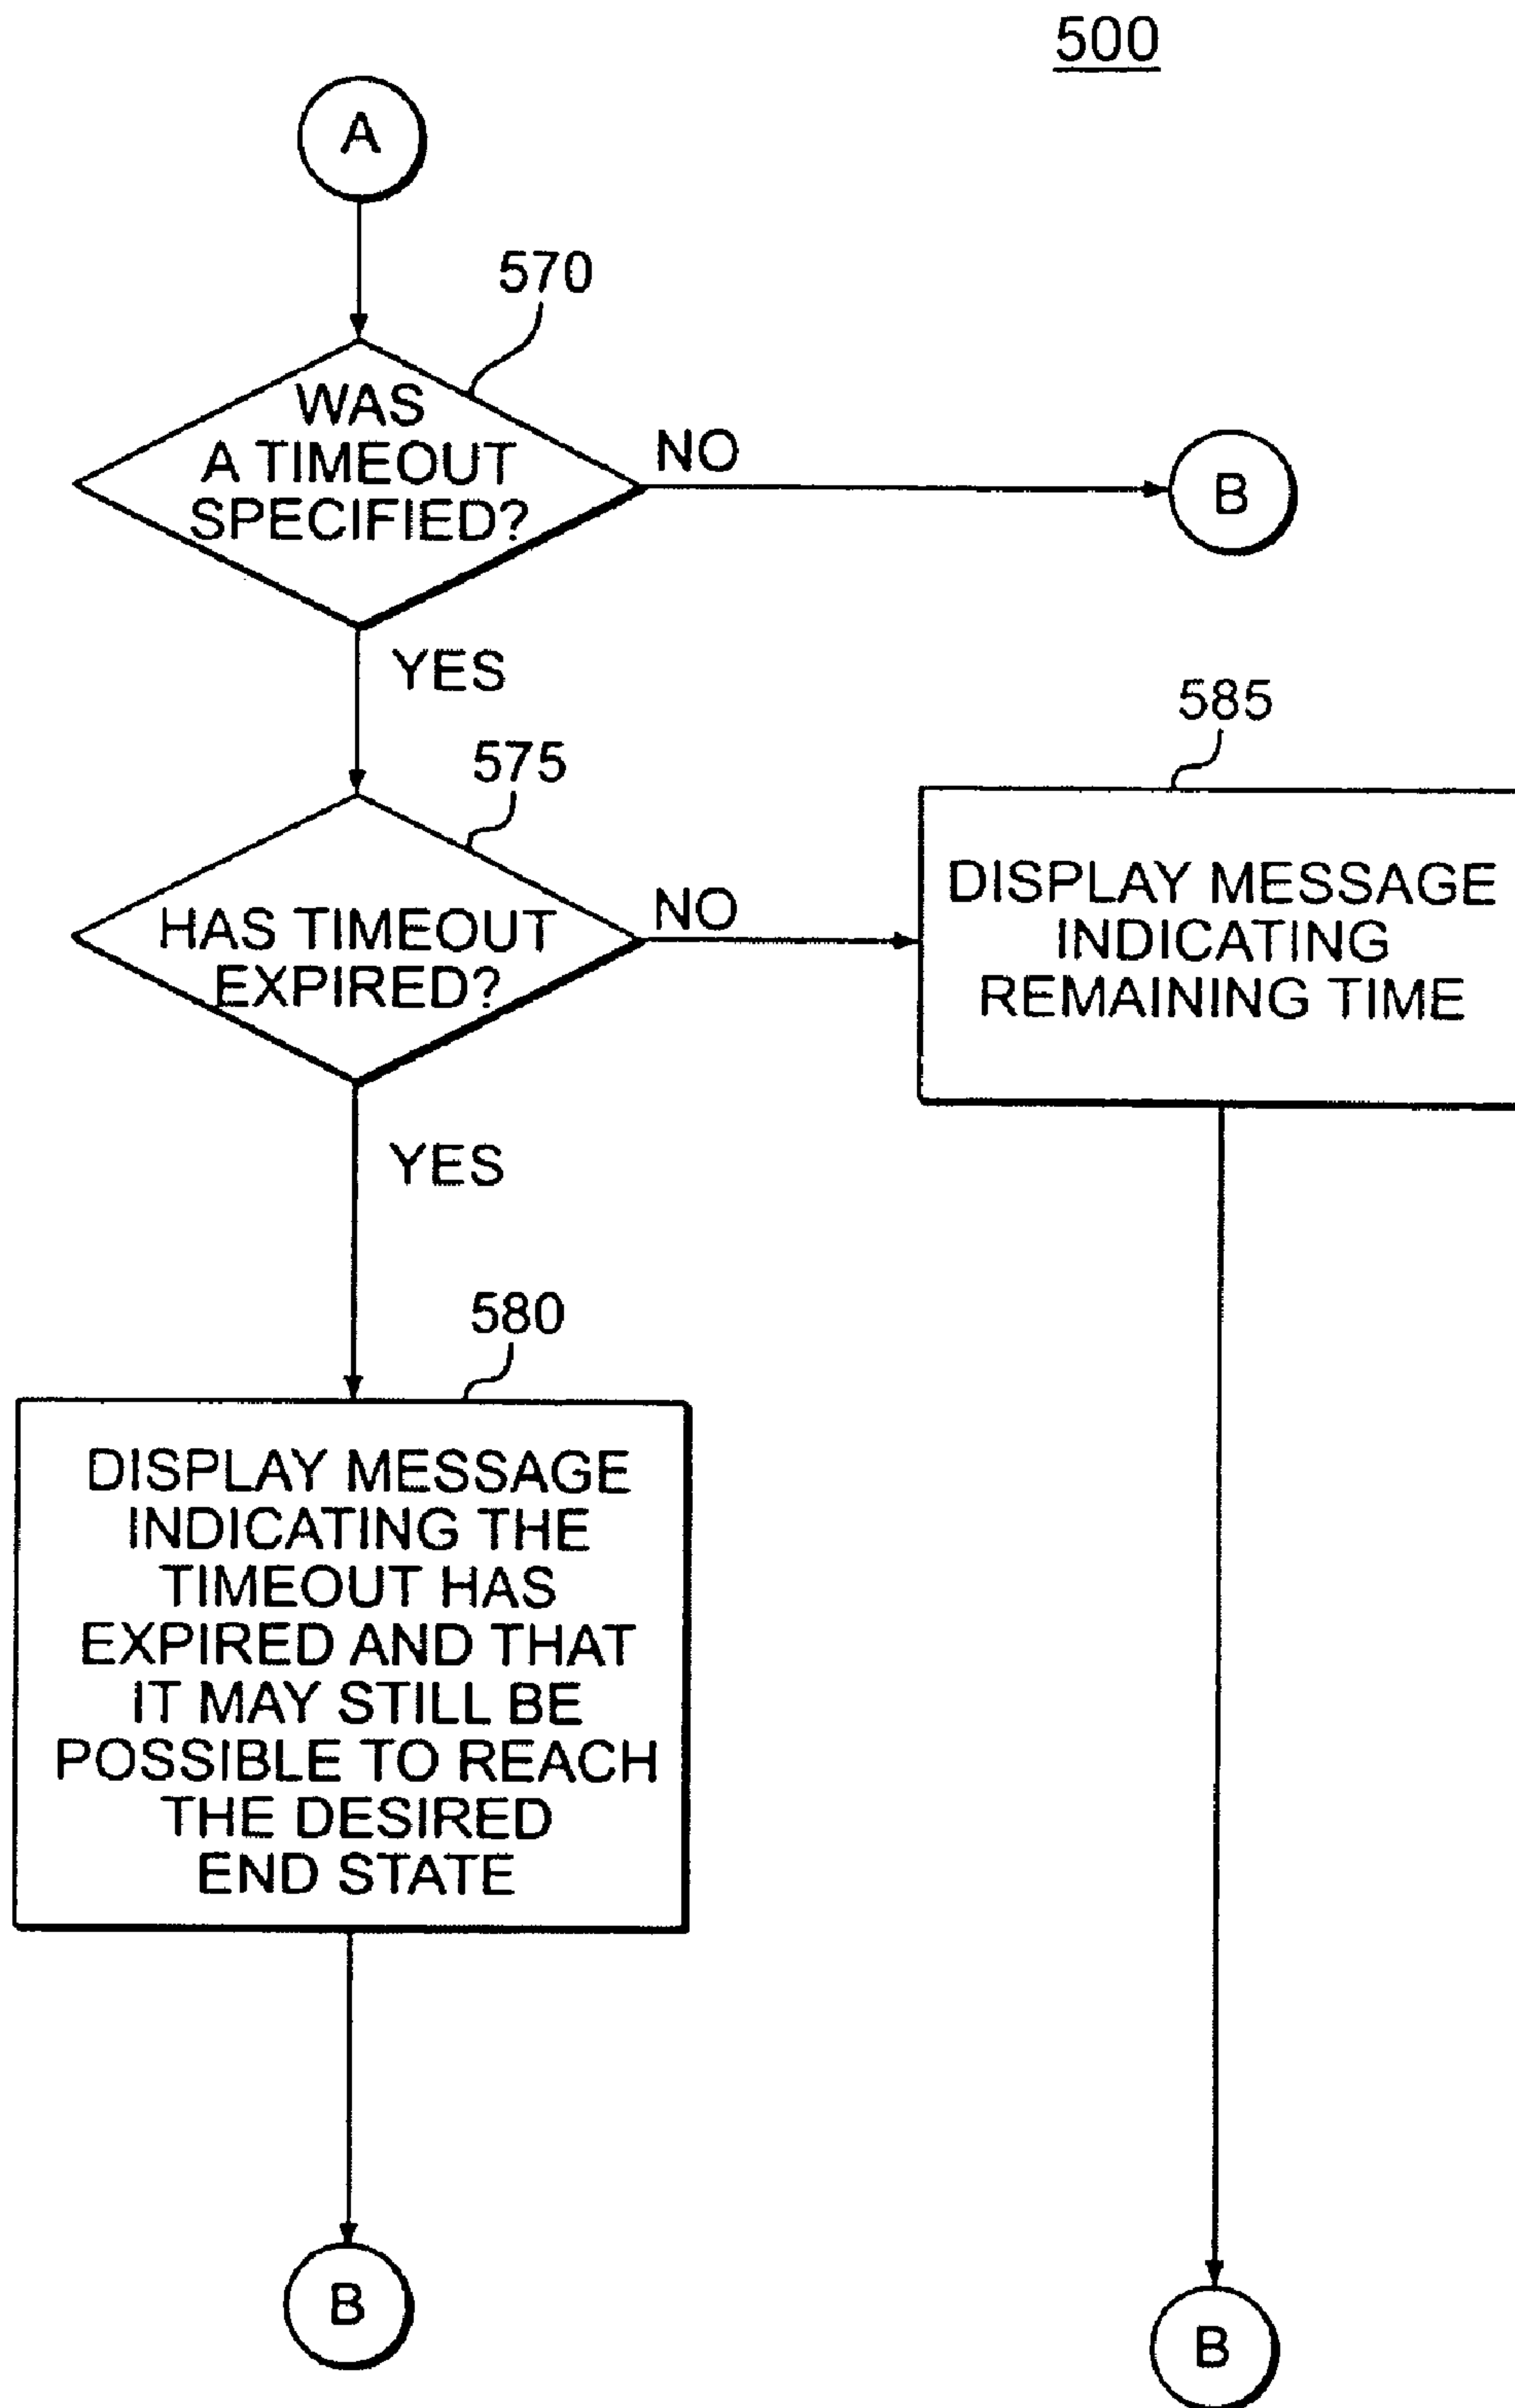 500
A
570
WAS
A TIMEOUT
SPECIFIED?
NO
B
YES
575
HAS TIMEOUT
EXPIRED?
NO
585
DISPLAY MESSAGE
INDICATING
REMAINING TIME
YES
580
DISPLAY MESSAGE
INDICATING THE
TIMEOUT HAS
EXPIRED AND THAT
IT MAY STILL BE
POSSIBLE TO REACH
THE DESIRED
END STATE
B
B